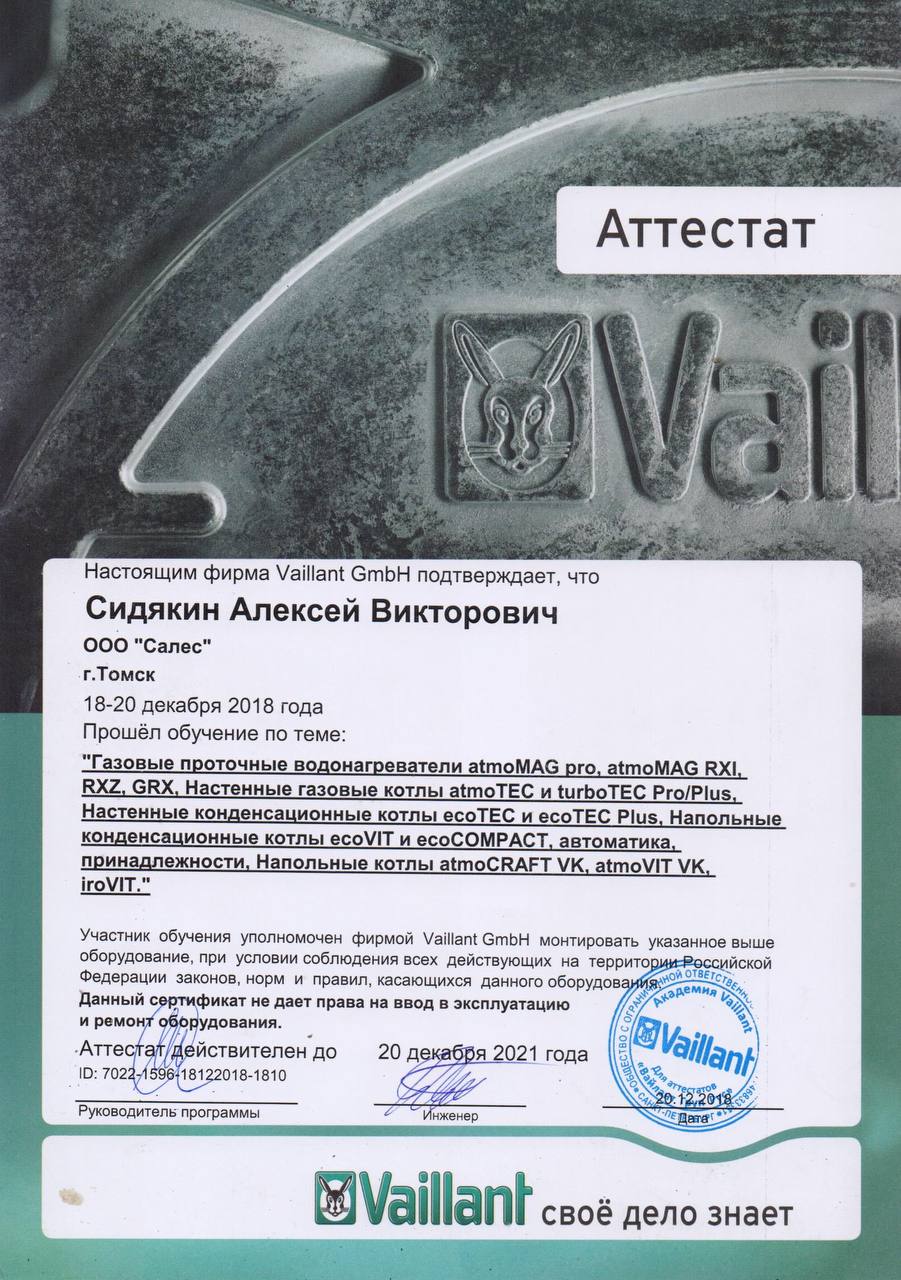 Аттестат
Vaill
Настоящим фирма Vaillant GmbH подтверждает, что
Сидякин Алексей Викторович
ООО "Салес"
г.Томск
18-20 декабря 2018 года
Прошёл обучение по теме:
"Газовые проточные водонагреватели atmoMAG pro, atmoMAG RXI,
RXZ, GRX, Настенные газовые котлы atmoTEC и turboTEC Pro/Plus,
Настенные конденсационные котлы ecoTEC и ecoTEC Plus, Напольные
конденсационные котлы ecoVIT и ecoCOMPACT, автоматика,
принадлежности, Напольные котлы atmoCRAFT VK, atmoVIT VK,
iroVIT."
Участник обучения уполномочен фирмой Vaillant GmbH монтировать указанное выше
оборудование, при условии соблюдения всех действующих на территории Российской
Федерации законов, норм и правил, касающихся данного оборудования.
Данный сертификат не дает права на ввод в эксплуатацию
и ремонт оборудования.
Аттестат действителен до 20 декабря 2021 года
ID: 7022-1596-18122018-1810
Руководитель программы
Инженер
ОБЩЕСТВО С ОГРАНИЧЕННОЙ ОТВЕТСТВЕННО
Академия Vaillant
Vaillant
Для аттестатов
САНКТ-ПЕТЕРБУРГ
20.12.2018
Дата
Vaillant своё дело знает